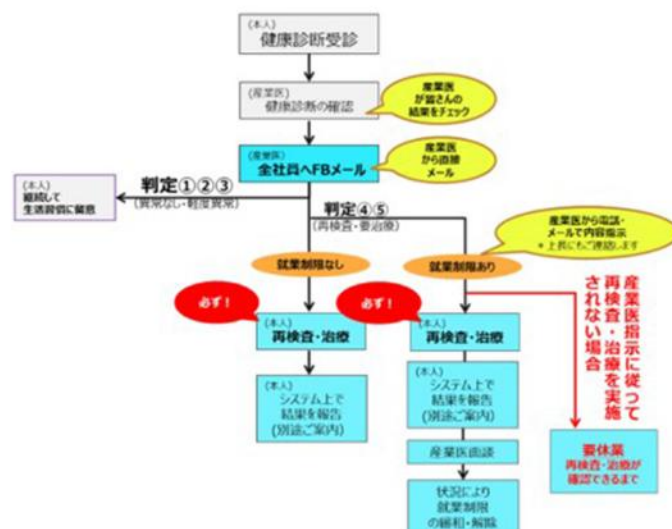 (本人)
健康診断受診
(産業医)
健康診断の確認
産業医
が皆さんの
結果をチェック
(産業医)
全社員へFBメール
産業医
から直接
メール
(本人)
継続して
生活習慣に留意
判定①②③
(異常なし・軽度異常)
判定④⑤
(再検査・要治療)
産業医から電話・
メールで内容指示
*上長にもご連絡します
就業制限なし
就業制限あり
必ず！
必ず！
(本人)
再検査・治療
(本人)
再検査・治療
産業医指示に従って
再検査・治療を実施
されない場合
(本人)
システム上で
結果を報告
(別途ご案内)
(本人)
システム上で
結果を報告
(別途ご案内)
産業医面談
要休業
再検査・治療が
確認できるまで
状況により
就業制限
の緩和・解除